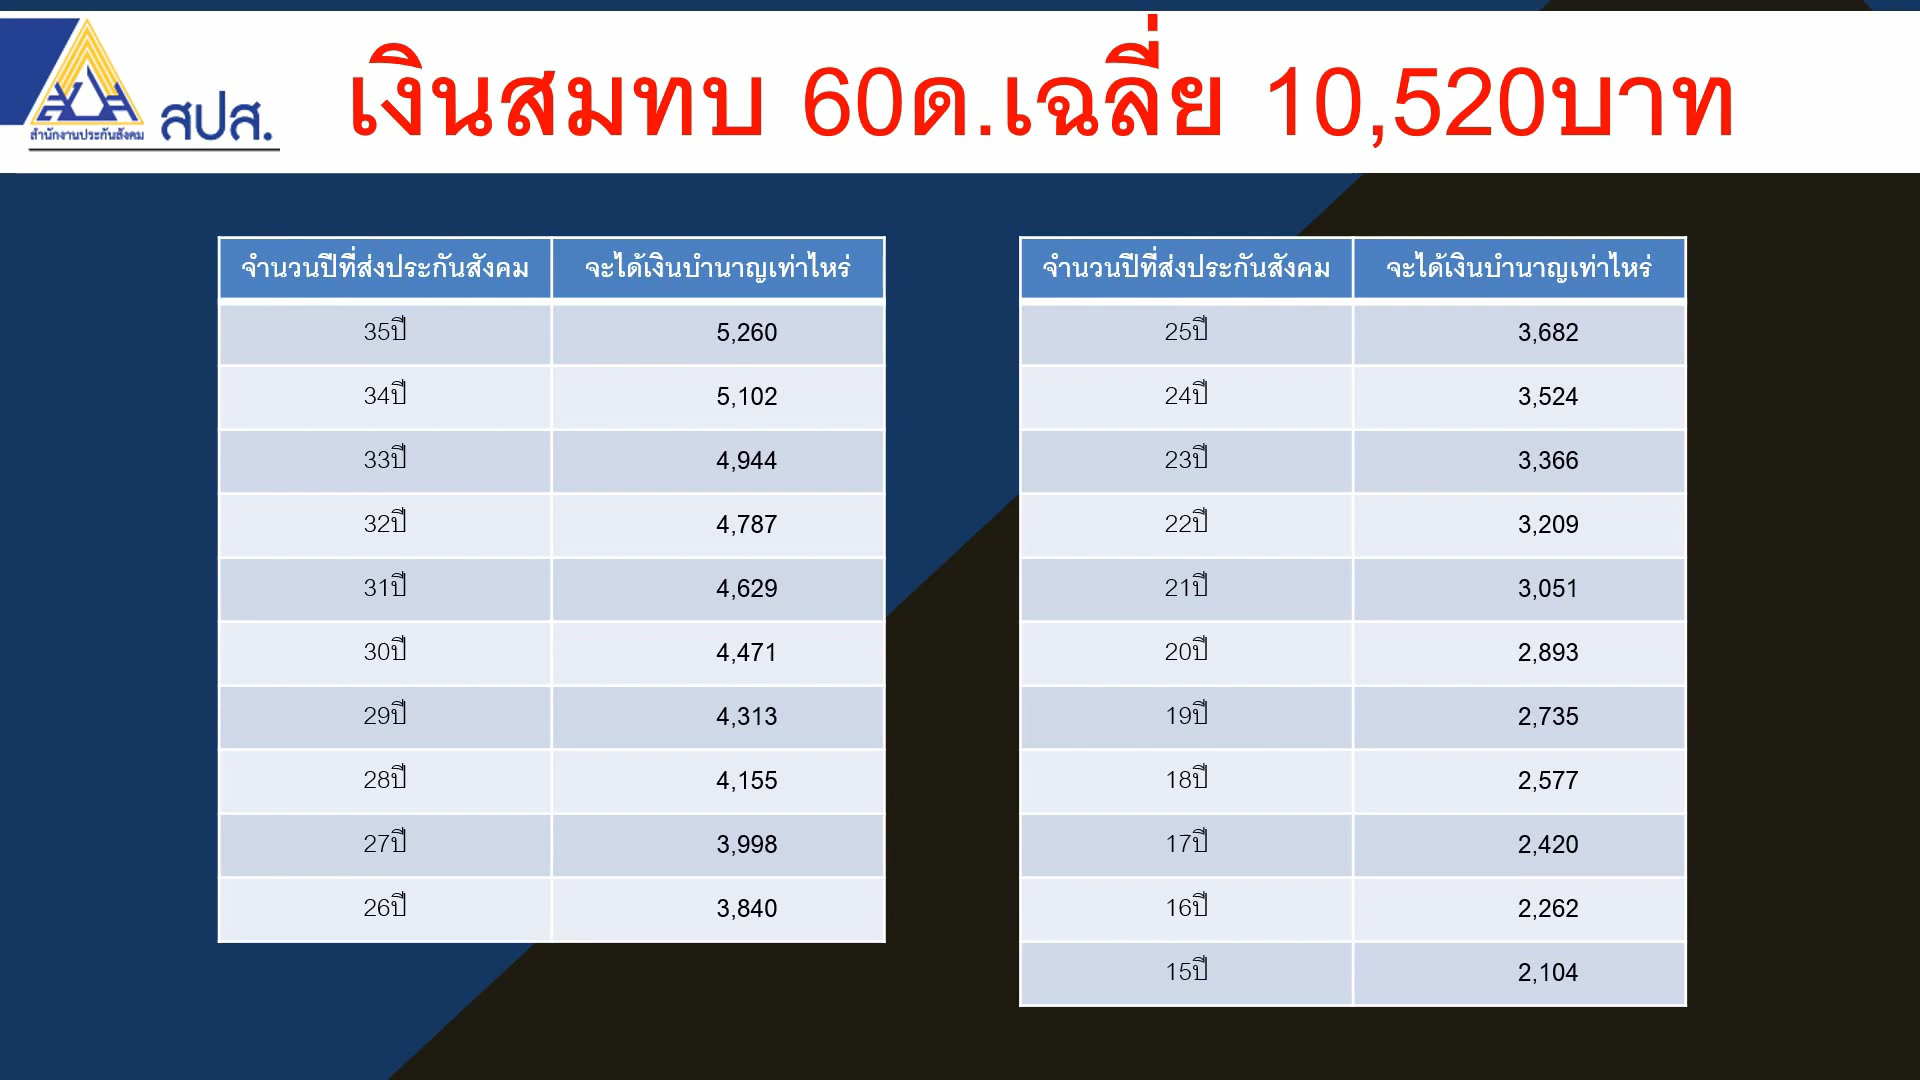 เงินสมทบ 60ด.เฉลี่ย 10,520บาท
สำนักงานประกันสังคม
สปส.
จำนวนปีที่ส่งประกันสังคม จะได้เงินบำนาญเท่าไหร่
35ปี 5,260
34ปี 5,102
33ปี 4,944
32ปี 4,787
31ปี 4,629
30ปี 4,471
29ปี 4,313
28ปี 4,155
27ปี 3,998
26ปี 3,840
จำนวนปีที่ส่งประกันสังคม จะได้เงินบำนาญเท่าไหร่
25ปี 3,682
24ปี 3,524
23ปี 3,366
22ปี 3,209
21ปี 3,051
20ปี 2,893
19ปี 2,735
18ปี 2,577
17ปี 2,420
16ปี 2,262
15ปี 2,104